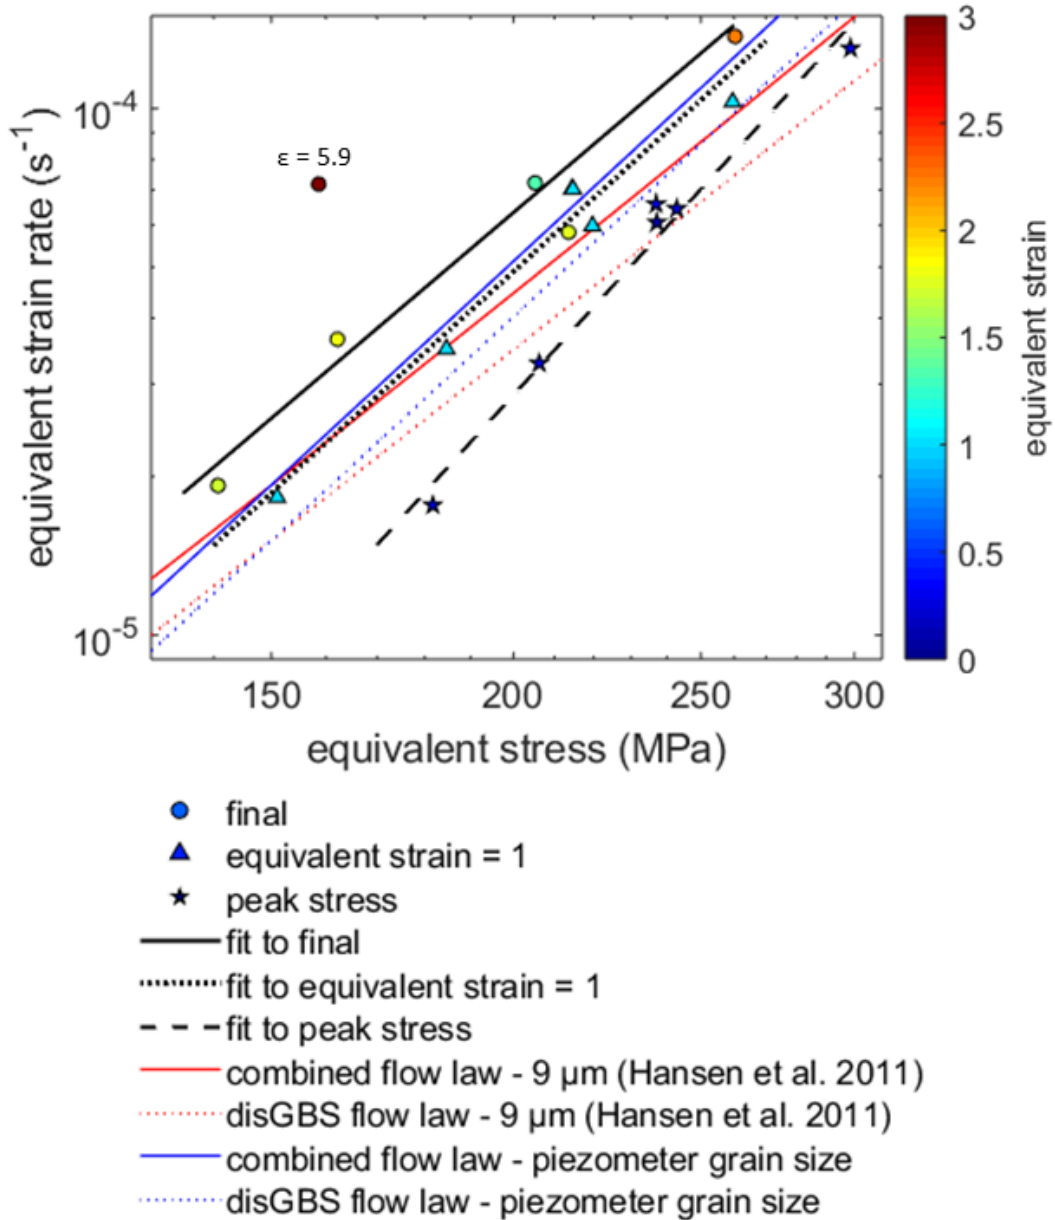 10^-4
10^-5
equivalent strain rate (s^-1)
ε = 5.9
150
200
250
300
equivalent stress (MPa)
3
2.5
2
1.5
1
0.5
0
equivalent strain
final
equivalent strain = 1
peak stress
fit to final
fit to equivalent strain = 1
fit to peak stress
combined flow law - 9 µm (Hansen et al. 2011)
disGBS flow law - 9 µm (Hansen et al. 2011)
combined flow law - piezometer grain size
disGBS flow law - piezometer grain size